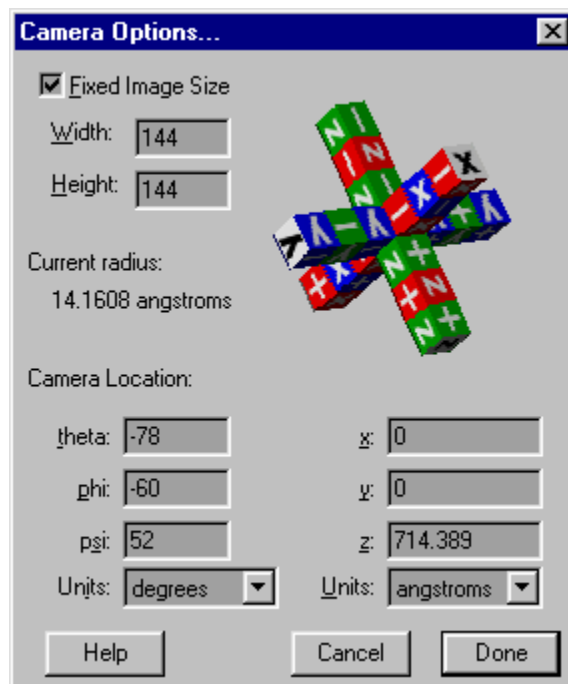 Camera Options...
Fixed Image Size
Width: 144
Height: 144
Current radius:
14.1608 angstroms
Camera Location:
theta: -78 x: 0
phi: -60 y: 0
psi: 52 z: 714.389
Units: degrees Units: angstroms
Help Cancel Done